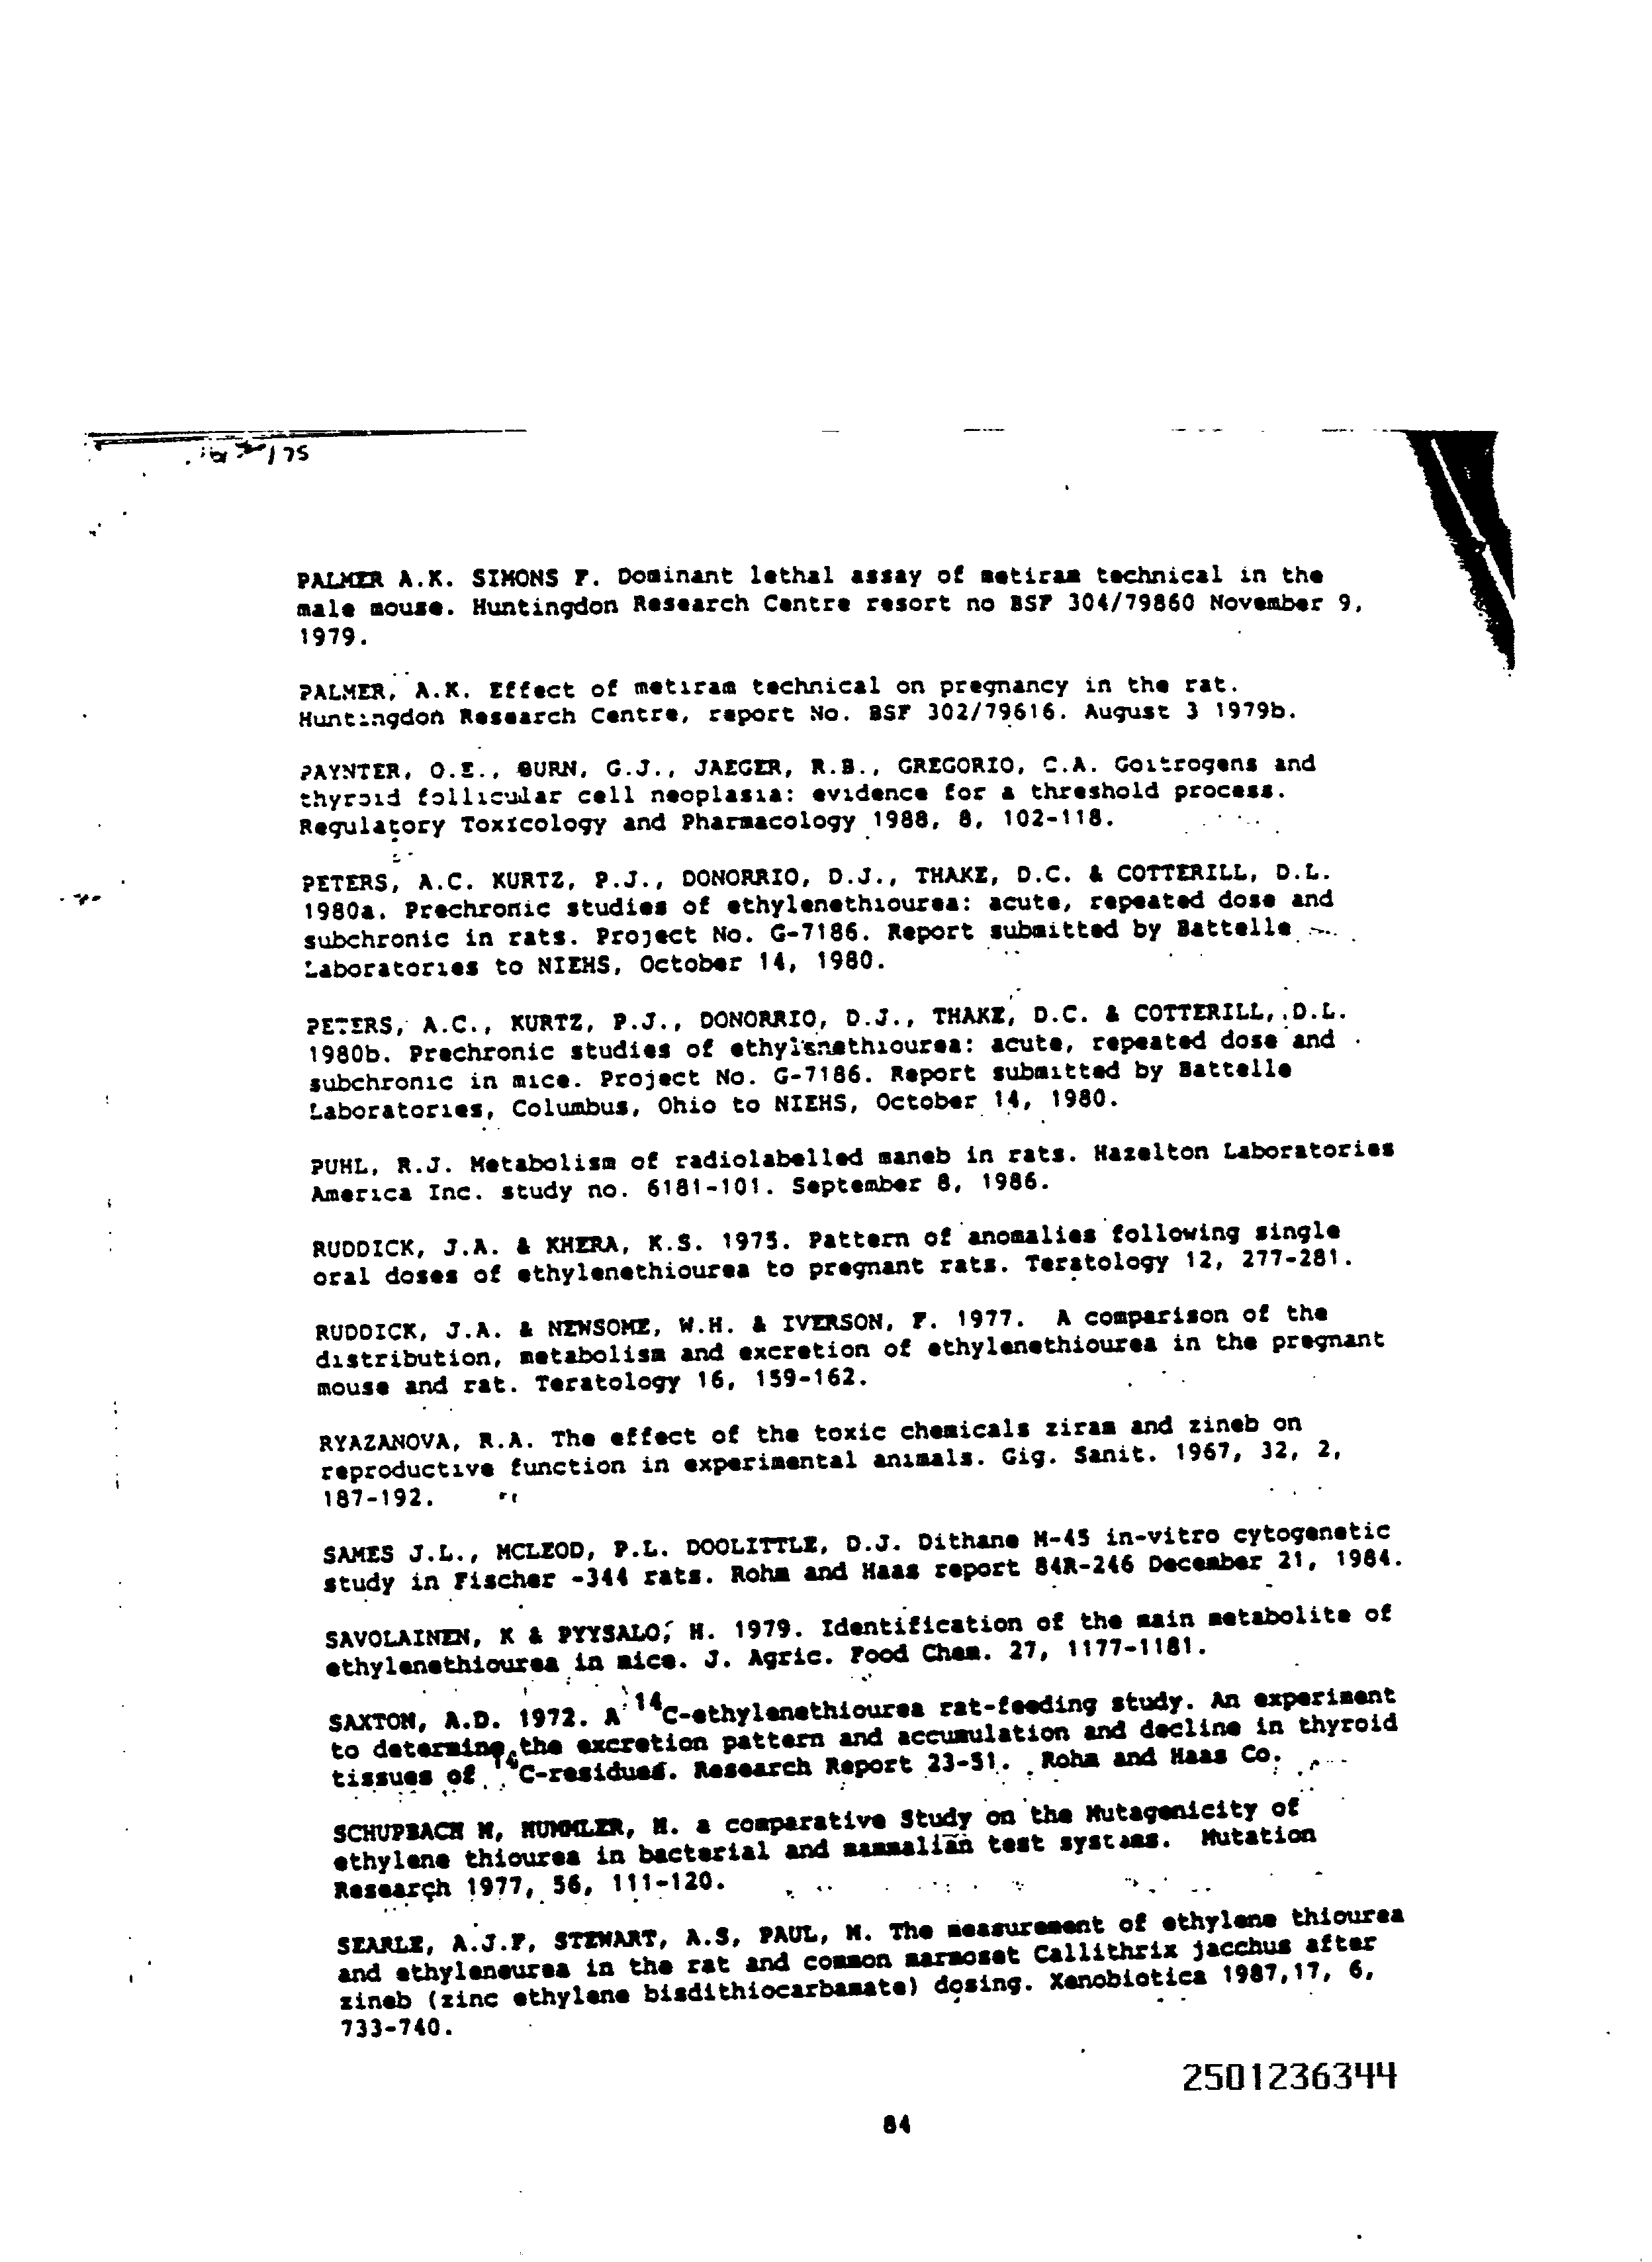 /75
PALMER A.K. SIMONS F. Dominant lethal assay of metiram technical in the
male mouse. Huntingdon Research Centre resort no BSF 304/79860 November 9,
1979.
PALMER, A.K. Effect of metiram technical on pregnancy in the rat.
Huntingdon Research Centre, report No. BSF 302/79616. August 3 1979b.
PAYNTER, O.E., BURN, G.J., JAEGER, R.B., GREGORIO, C.A. Goitrogens and
thyroid follicular cell neoplasia: evidence for a threshold process.
Regulatory Toxicology and Pharmacology 1988, 8, 102-118.
PETERS, A.C. KURTZ, P.J., DONORRIO, D.J., THAKE, D.C. & COTTERILL, D.L.
1980a. Prechronic studies of ethylenethiourea: acute, repeated dose and
subchronic in rats. Project No. G-7186. Report submitted by Battelle
Laboratories to NIEHS, October 14, 1980.
PETERS, A.C., KURTZ, P.J., DONORRIO, D.J., THAKE, D.C. & COTTERILL, D.L.
1980b. Prechronic studies of ethylenethiourea: acute, repeated dose and
subchronic in mice. Project No. G-7186. Report submitted by Battelle
Laboratories, Columbus, Ohio to NIEHS, October 14, 1980.
PUHL, R.J. Metabolism of radiolabelled maneb in rats. Hazelton Laboratories
America Inc. study no. 6181-101. September 8, 1986.
RUDDICK, J.A. & KHERA, K.S. 1975. Pattern of anomalies following single
oral doses of ethylenethiourea to pregnant rats. Teratology 12, 277-281.
RUDDICK, J.A. & NEWSOME, W.H. & IVERSON, F. 1977. A comparison of the
distribution, metabolism and excretion of ethylenethiourea in the pregnant
mouse and rat. Teratology 16, 159-162.
RYAZANOVA, R.A. The effect of the toxic chemicals ziram and zineb on
reproductive function in experimental animals. Gig. Sanit. 1967, 32, 2,
187-192.
SAMES J.L., MCLEOD, P.L. DOOLITTLE, D.J. Dithane M-45 in-vitro cytogenetic
study in Fischer -344 rats. Rohm and Haas report 84R-246 December 21, 1984.
SAVOLAINEN, K & PYYSALO, H. 1979. Identification of the main metabolite of
ethylenethiourea in mice. J. Agric. Food Chem. 27, 1177-1181.
SAXTON, A.D. 1972. A 14C-ethylenethiourea rat-feeding study. An experiment
to determine the excretion pattern and accumulation and decline in thyroid
tissues of 14C-residues. Research Report 23-51. Rohm and Haas Co.
SCHUPBACH M, HUMMLER, H. a comparative Study on the Mutagenicity of
ethylene thiourea in bacterial and mammalian test systems. Mutation
Research 1977, 56, 111-120.
SEARLE, A.J.F, STEWART, A.S, PAUL, M. The measurement of ethylene thiourea
and ethyleneurea in the rat and common marmoset Callithrix jacchus after
zineb (zinc ethylene bisdithiocarbamate) dosing. Xenobiotica 1987,17, 6,
733-740.
2501236344
84